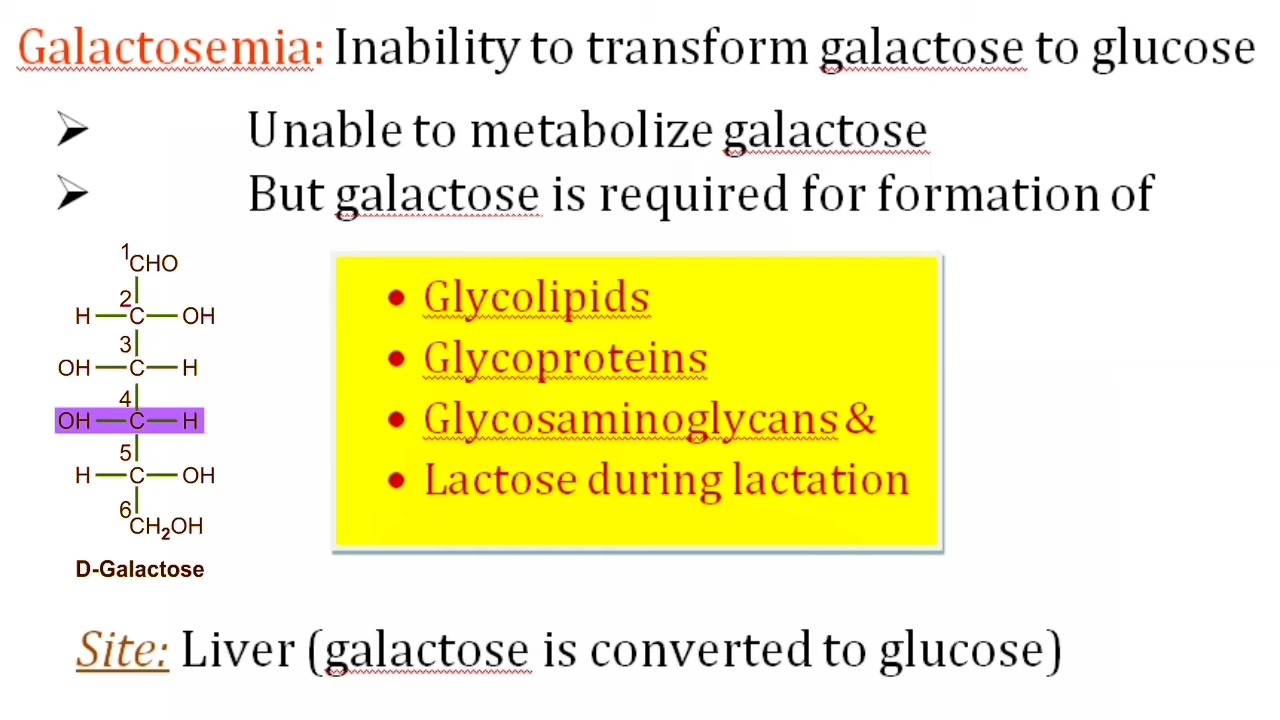 Galactosemia: Inability to transform galactose to glucose
➢ Unable to metabolize galactose
➢ But galactose is required for formation of
• Glycolipids
• Glycoproteins
• Glycosaminoglycans &
• Lactose during lactation
1
CHO
2
H C OH
3
OH C H
4
OH C H
5
H C OH
6
CH₂OH
D-Galactose
Site: Liver (galactose is converted to glucose)